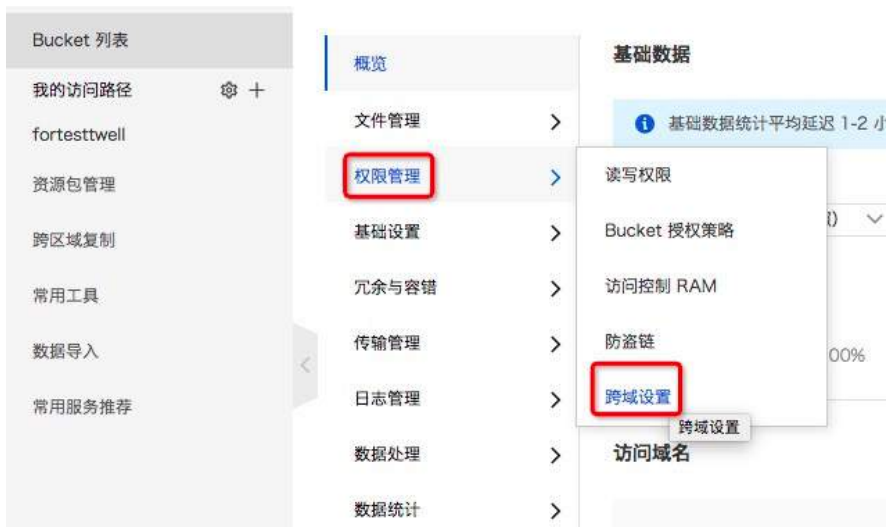 Bucket 列表
我的访问路径
fortesttwell
资源包管理
跨区域复制
常用工具
数据导入
常用服务推荐
概览
文件管理
权限管理
基础设置
冗余与容错
传输管理
日志管理
数据处理
数据统计
基础数据
基础数据统计平均延迟 1-2 小
读写权限
Bucket 授权策略
访问控制 RAM
防盗链
跨域设置
跨域设置
00%
访问域名